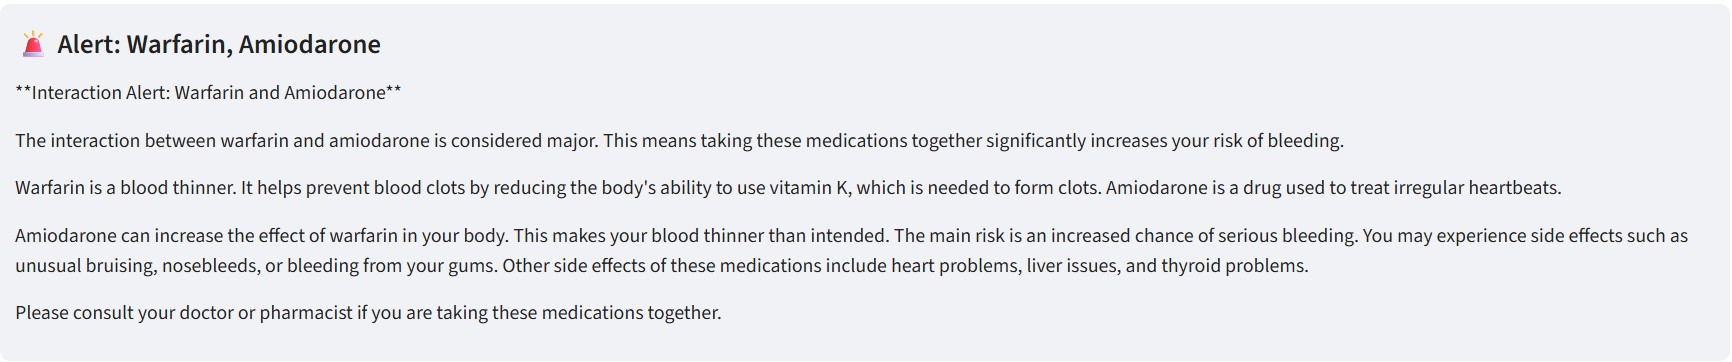 Alert: Warfarin, Amiodarone
**Interaction Alert: Warfarin and Amiodarone**
The interaction between warfarin and amiodarone is considered major. This means taking these medications together significantly increases your risk of bleeding.
Warfarin is a blood thinner. It helps prevent blood clots by reducing the body's ability to use vitamin K, which is needed to form clots. Amiodarone is a drug used to treat irregular heartbeats.
Amiodarone can increase the effect of warfarin in your body. This makes your blood thinner than intended. The main risk is an increased chance of serious bleeding. You may experience side effects such as
unusual bruising, nosebleeds, or bleeding from your gums. Other side effects of these medications include heart problems, liver issues, and thyroid problems.
Please consult your doctor or pharmacist if you are taking these medications together.